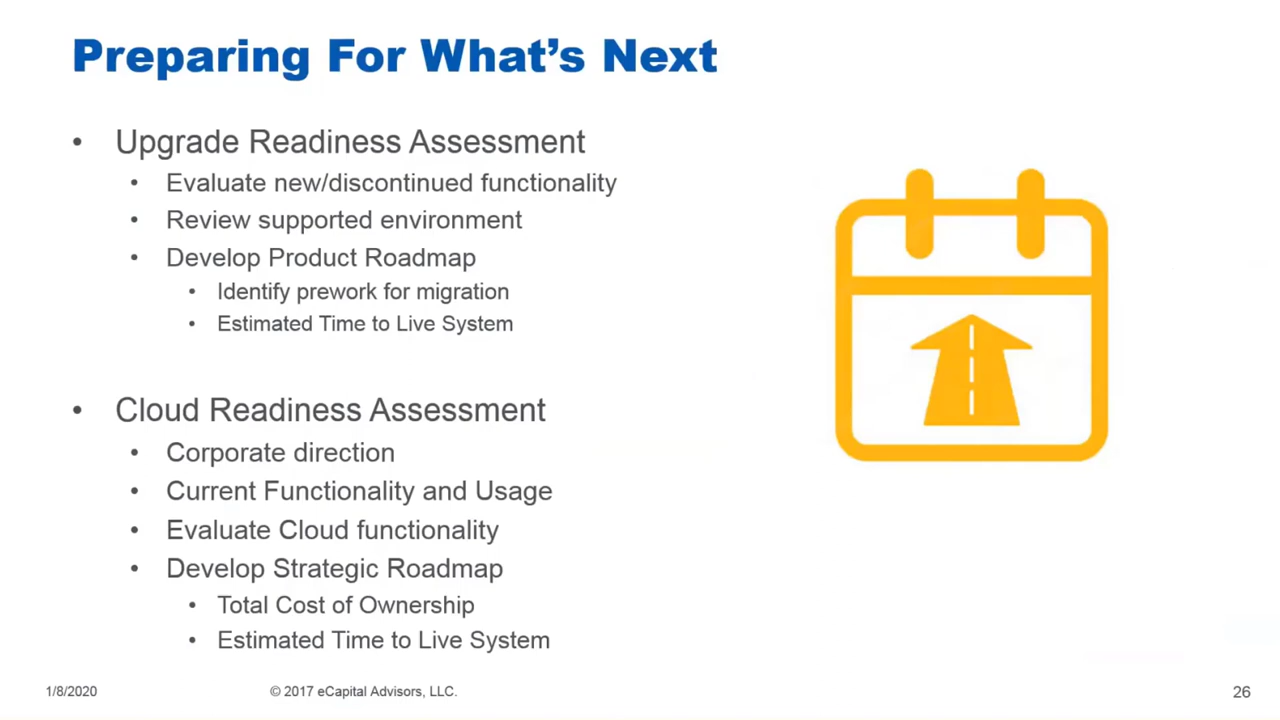 Preparing For What’s Next
• Upgrade Readiness Assessment
• Evaluate new/discontinued functionality
• Review supported environment
• Develop Product Roadmap
• Identify prework for migration
• Estimated Time to Live System
• Cloud Readiness Assessment
• Corporate direction
• Current Functionality and Usage
• Evaluate Cloud functionality
• Develop Strategic Roadmap
• Total Cost of Ownership
• Estimated Time to Live System
1/8/2020
© 2017 eCapital Advisors, LLC.
26